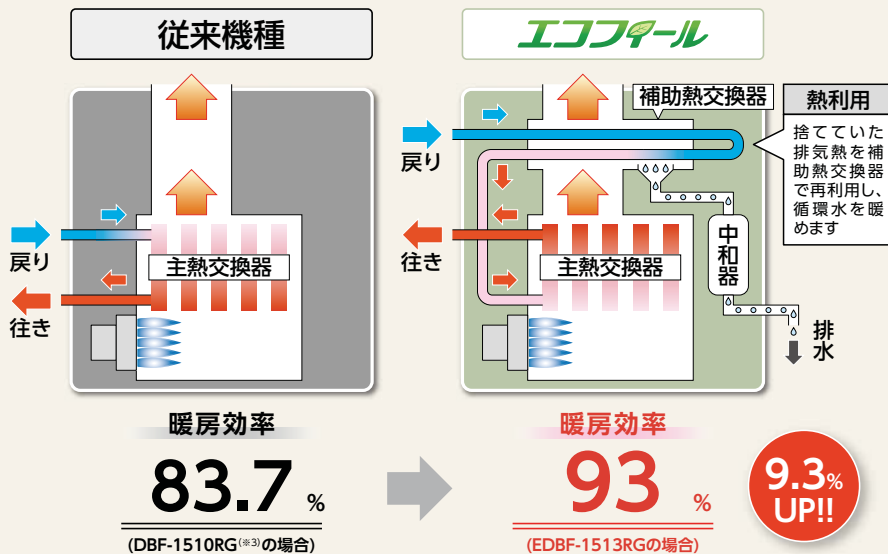 従来機種
エコフィール
戻り
往き
主熱交換器
補助熱交換器
戻り
往き
主熱交換器
中和器
排水
熱利用
捨てていた
排気熱を補
助熱交換器
で再利用し、
循環水を暖
めます
暖房効率
83.7%
(DBF-1510RG(※3)の場合)
暖房効率
93%
(EDBF-1513RGの場合)
9.3%
UP!!